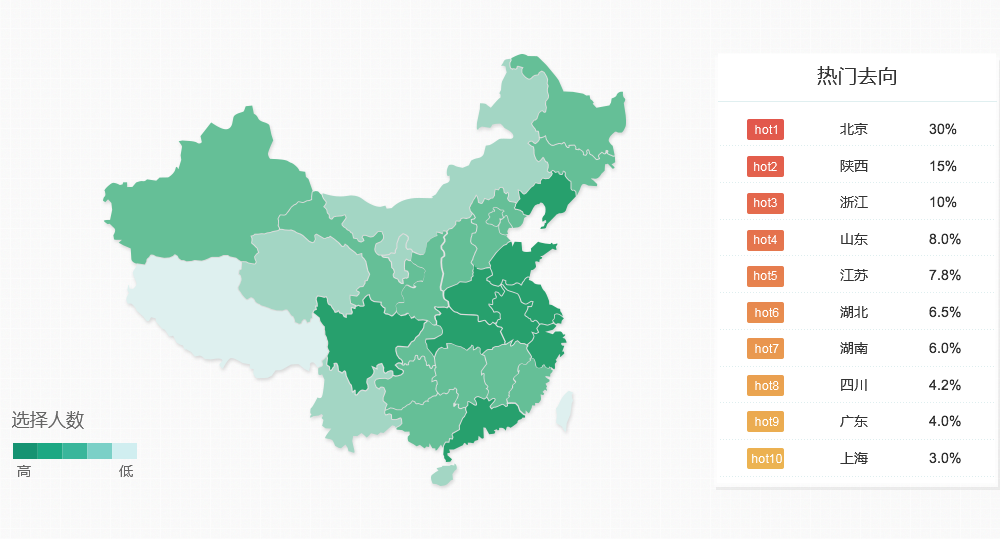 热门去向
hot1 北京 30%
hot2 陕西 15%
hot3 浙江 10%
hot4 山东 8.0%
hot5 江苏 7.8%
hot6 湖北 6.5%
hot7 湖南 6.0%
hot8 四川 4.2%
hot9 广东 4.0%
hot10 上海 3.0%
选择人数
高 低